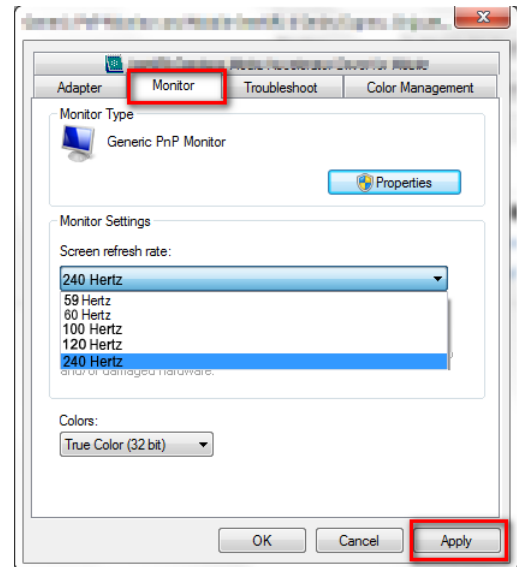 Adapter
Monitor
Troubleshoot
Color Management
Monitor Type
Generic PnP Monitor
Properties
Monitor Settings
Screen refresh rate:
240 Hertz
59 Hertz
60 Hertz
100 Hertz
120 Hertz
240 Hertz
and/or damaged hardware.
Colors:
True Color (32 bit)
OK
Cancel
Apply